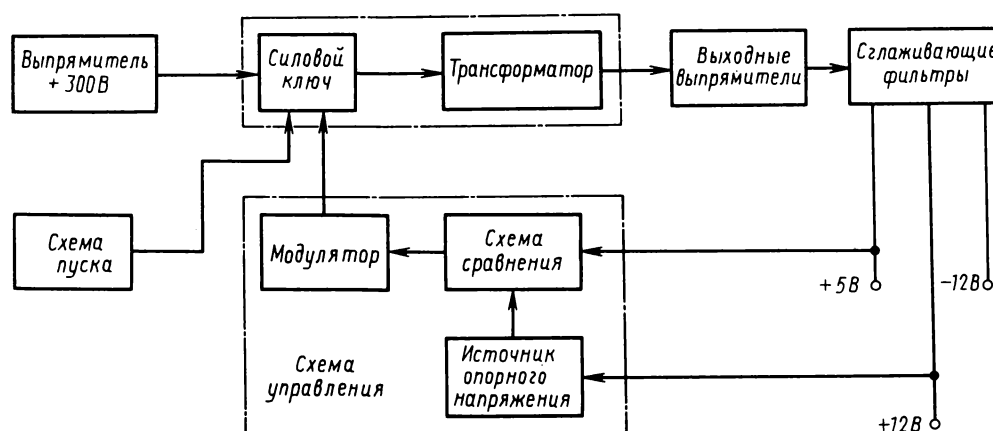 Выпрямитель
+ 300В
Силовой
ключ
Трансформатор
Выходные
выпрямители
Сглаживающие
фильтры
Схема
пуска
Модулятор
Схема
сравнения
+5В
-12В
Схема
управления
Источник
опорного
напряжения
+12В